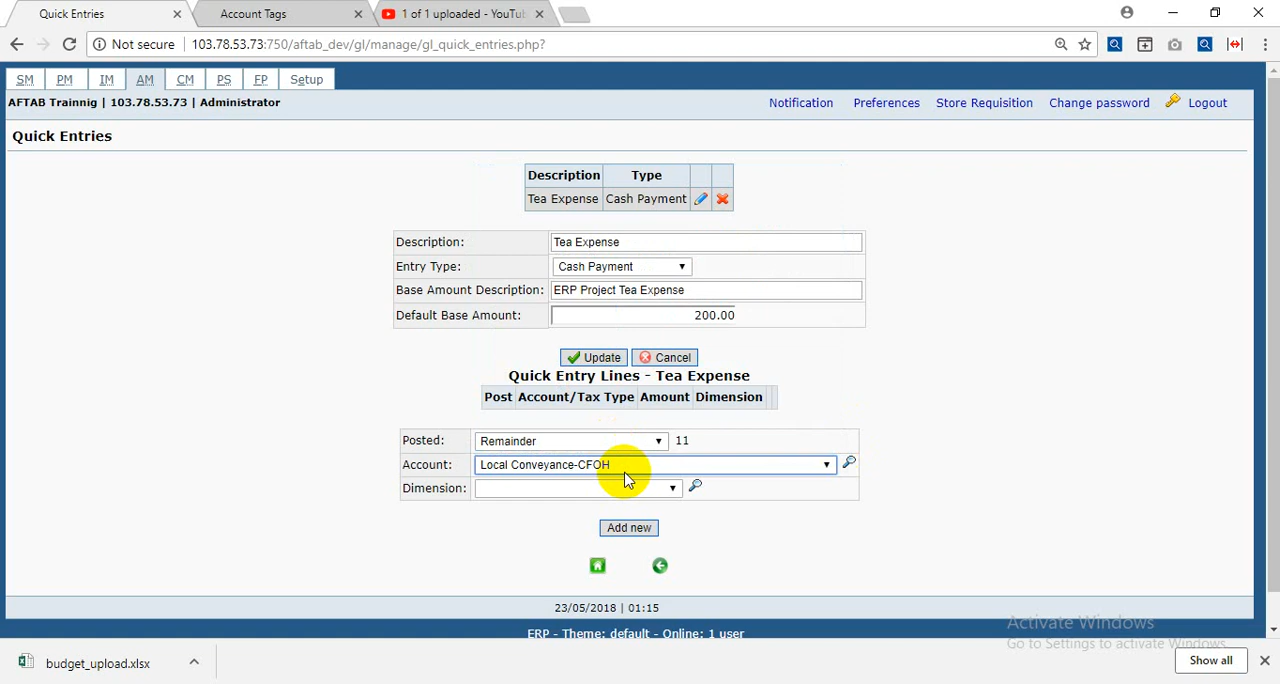 Quick Entries
Account Tags
1 of 1 uploaded - YouTub
Not secure
103.78.53.73:750/aftab_dev/gl/manage/gl_quick_entries.php?
SM PM IM AM CM PS FP Setup
AFTAB Trainnig | 103.78.53.73 | Administrator
Notification Preferences Store Requisition Change password Logout
Quick Entries
Description Type
Tea Expense Cash Payment
Description: Tea Expense
Entry Type: Cash Payment
Base Amount Description: ERP Project Tea Expense
Default Base Amount: 200.00
Update Cancel
Quick Entry Lines - Tea Expense
Post Account/Tax Type Amount Dimension
Posted: Remainder 11
Account: Local Conveyance-CFOH
Dimension:
Add new
23/05/2018 | 01:15
Activate Windows
ERP - Theme: default - Online: 1 user
Go to Settings to activate Windows.
budget_upload.xlsx
Show all